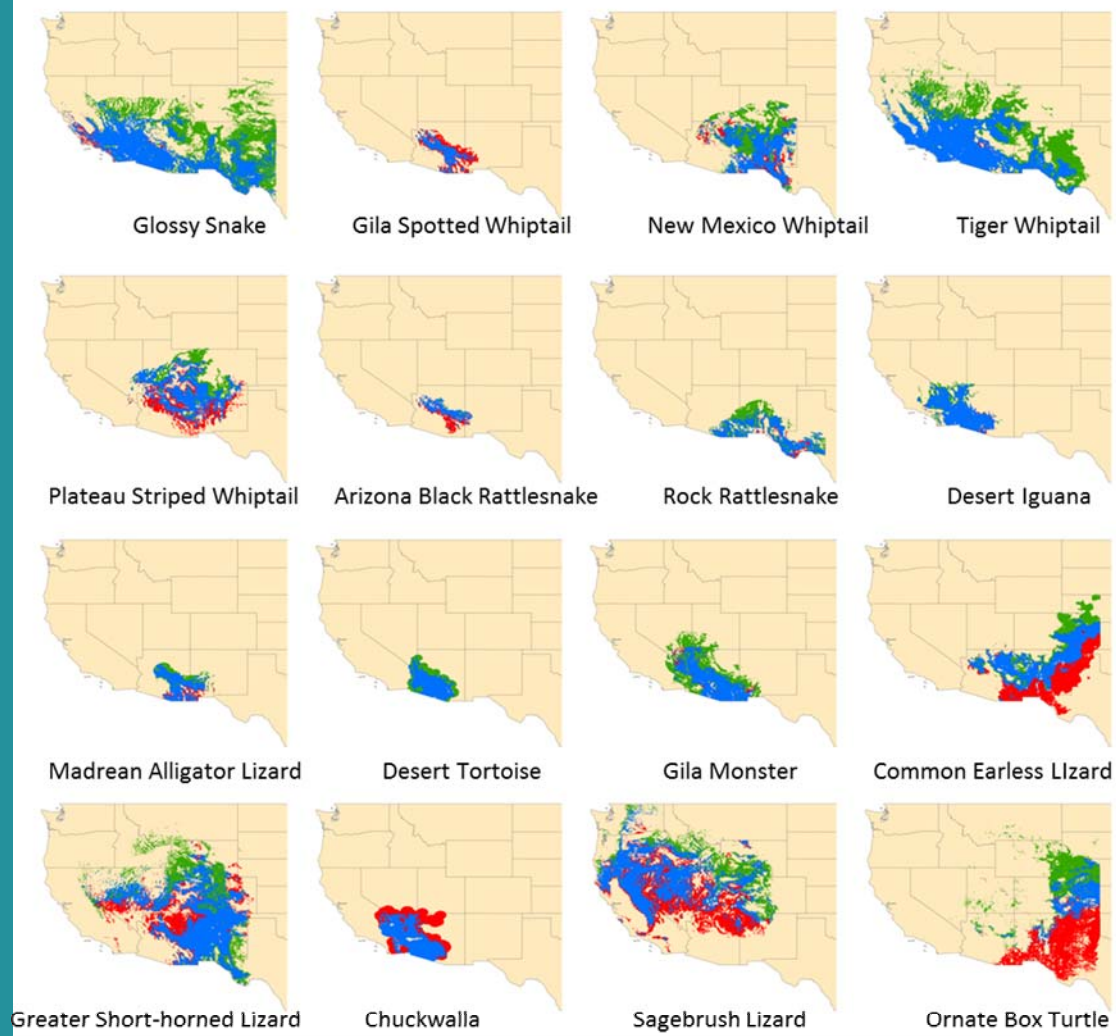 Glossy Snake
Gila Spotted Whiptail
New Mexico Whiptail
Tiger Whiptail
Plateau Striped Whiptail
Arizona Black Rattlesnake
Rock Rattlesnake
Desert Iguana
Madrean Alligator Lizard
Desert Tortoise
Gila Monster
Common Earless LIzard
Greater Short-horned Lizard
Chuckwalla
Sagebrush Lizard
Ornate Box Turtle